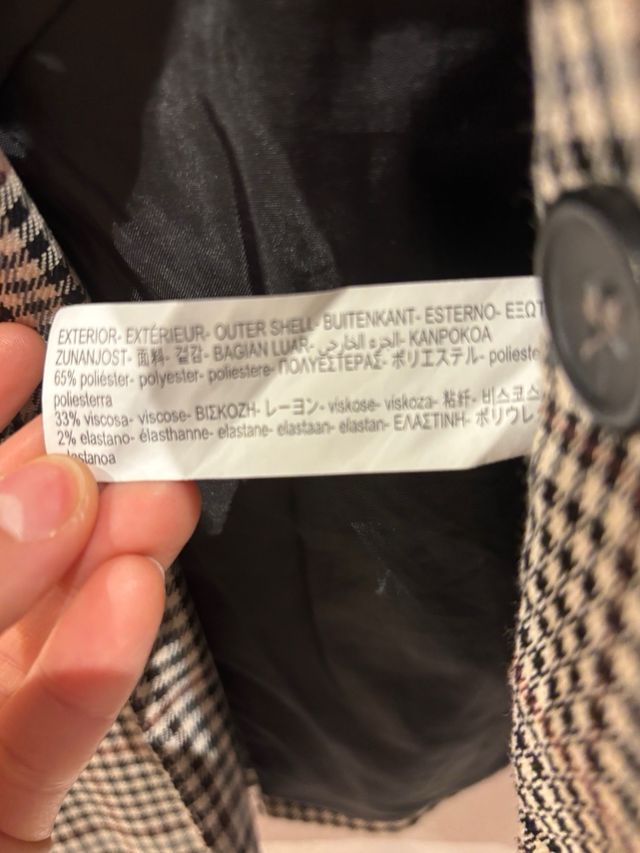 EXTERIOR- EXTÉRIEUR- OUTER SHELL- BUITENKANT- ESTERNO- ΕΞΩΤ
ZUNANJOST- 面料- 겉감- BAGIAN LUAR- الجزء الخارجي- KANPOKOA
65% poliéster- polyester- poliestere- ΠΟΛΥΕΣΤΕΡΑΣ- ポリエステル- polieste
poliesterra
33% viscosa- viscose- ΒΙΣΚΟΖΗ- レーヨン- viskose- viskoza- 粘纤- 비스코스
2% elastano- élasthanne- elastane- elastaan- elastan- ΕΛΑΣΤΙΝΗ- ポリウレ
elastanoa